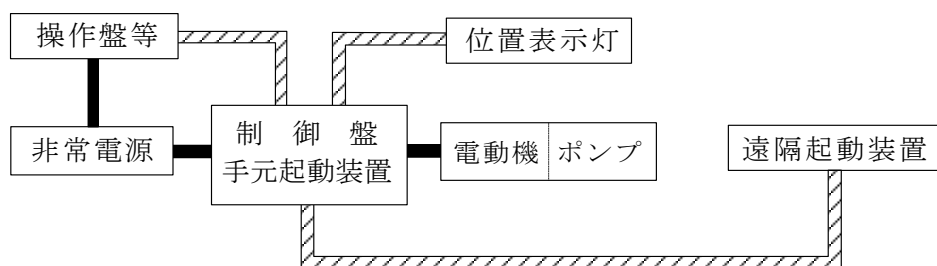 操作盤等
位置表示灯
非常電源
制御盤
手元起動装置
電動機
ポンプ
遠隔起動装置